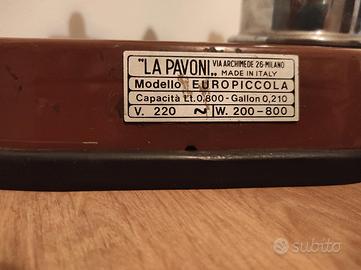 "LA PAVONI„ VIA ARCHIMEDE 26-MILANO
MADE IN ITALY
Modello EUROPICCOLA
Capacità Lt.0,800-Gallon 0,210
V. 220 ~ W. 200-800
subito